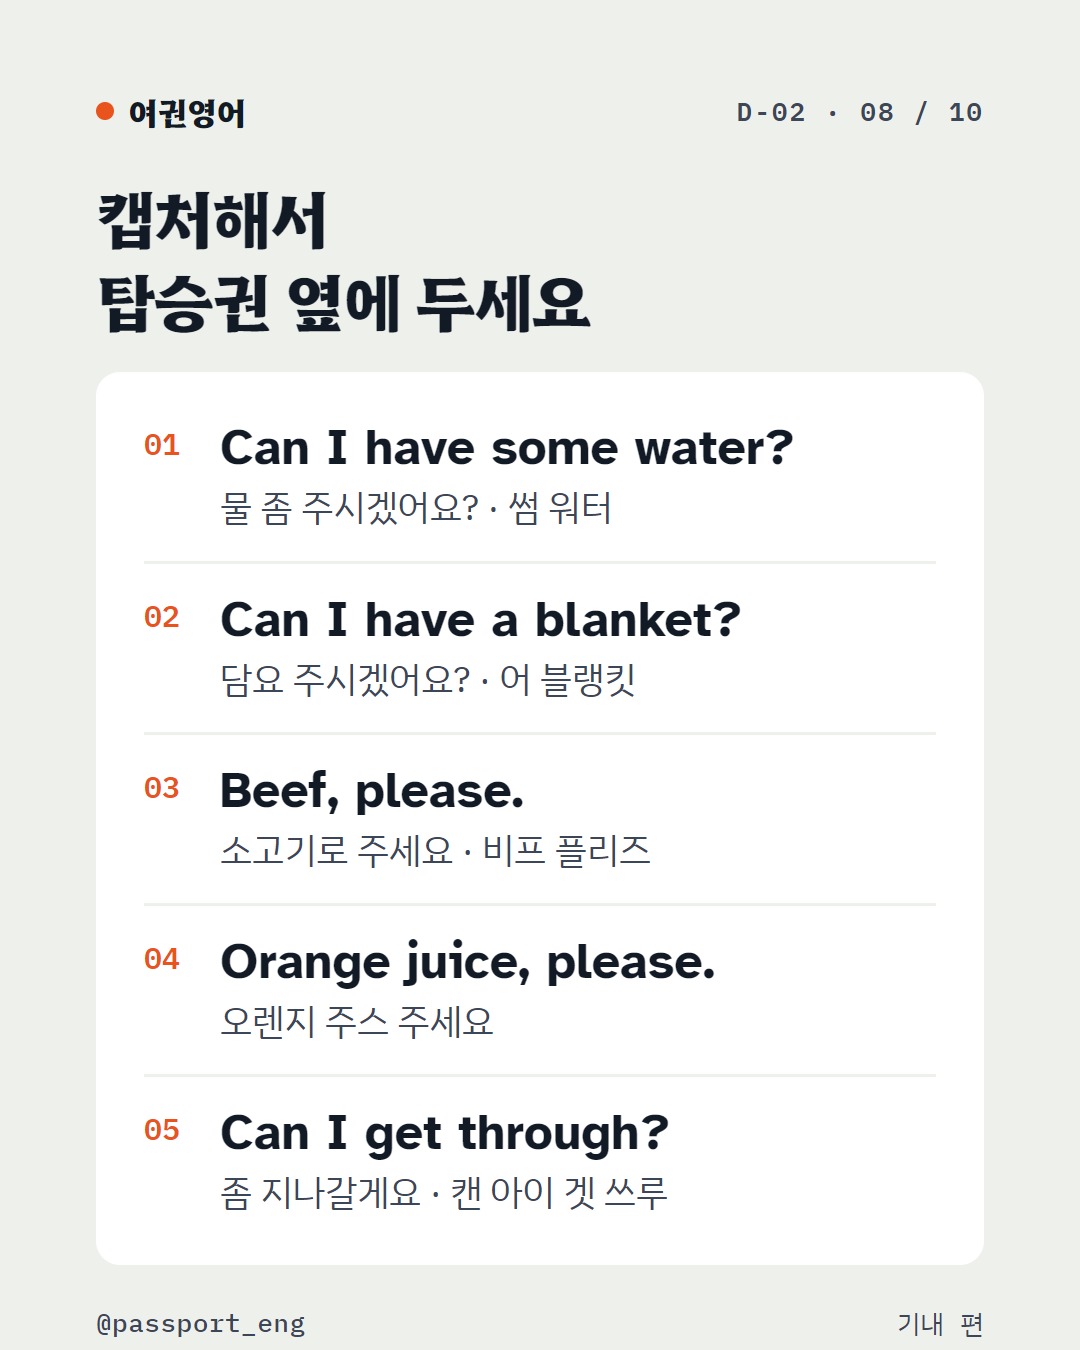 여권영어
D-02 · 08 / 10
캡처해서
탑승권 옆에 두세요
01 Can I have some water?
물 좀 주시겠어요? · 썸 워터
02 Can I have a blanket?
담요 주시겠어요? · 어 블랭킷
03 Beef, please.
소고기로 주세요 · 비프 플리즈
04 Orange juice, please.
오렌지 주스 주세요
05 Can I get through?
좀 지나갈게요 · 캔 아이 겟 쓰루
@passport_eng
기내 편